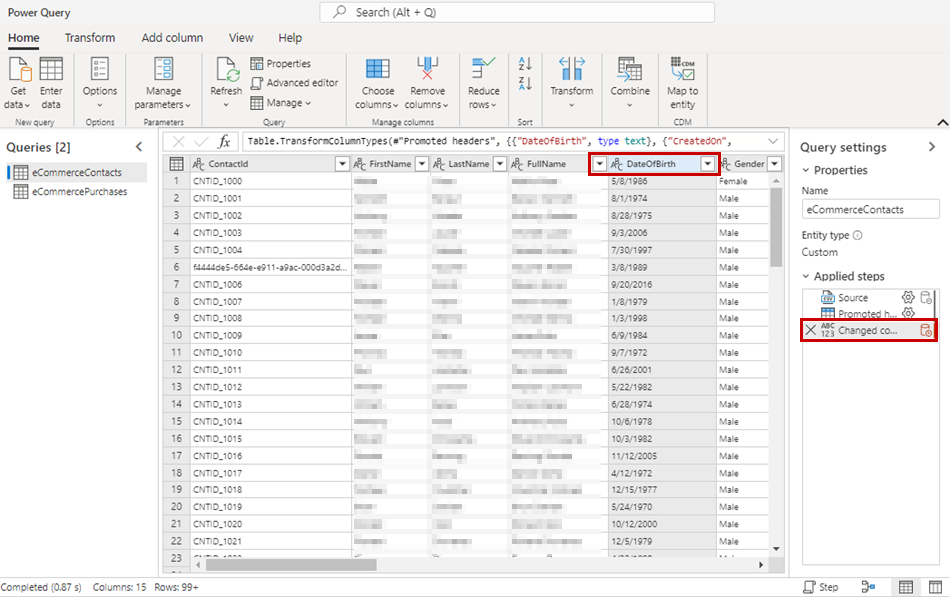 Power Query
Search (Alt + Q)
Home Transform Add column View Help
Get data
Enter data
New query
Options
Options
Manage parameters
Parameters
Refresh
Properties
Advanced editor
Manage
Query
Choose columns
Remove columns
Manage columns
Reduce rows
Sort
Transform
Combine
Map to entity
CDM
Queries [2]
eCommerceContacts
eCommercePurchases
fx Table.TransformColumnTypes(#"Promoted headers", {{"DateOfBirth", type text}, {"CreatedOn",
ContactId FirstName LastName FullName DateOfBirth Gender
1 CNTID_1000 5/8/1986 Female
2 CNTID_1001 8/1/1974 Male
3 CNTID_1002 8/28/1975 Male
4 CNTID_1003 9/3/2006 Male
5 CNTID_1004 7/30/1997 Male
6 f4444de5-664e-e911-a9ac-000d3a2d... 3/8/1989 Male
7 CNTID_1006 9/20/2016 Male
8 CNTID_1007 1/8/1979 Male
9 CNTID_1008 1/3/1998 Male
10 CNTID_1009 6/9/1984 Male
11 CNTID_1010 9/7/1972 Male
12 CNTID_1011 6/26/2001 Male
13 CNTID_1012 5/22/1982 Male
14 CNTID_1013 6/28/1974 Male
15 CNTID_1014 10/6/1978 Male
16 CNTID_1015 10/3/1982 Male
17 CNTID_1016 11/12/2005 Male
18 CNTID_1017 4/12/1972 Male
19 CNTID_1018 12/15/1977 Male
20 CNTID_1019 5/24/1970 Male
21 CNTID_1020 10/12/2000 Male
22 CNTID_1021 12/5/1979 Male
23
Query settings
Properties
Name
eCommerceContacts
Entity type
Custom
Applied steps
Source
Promoted h...
ABC 123 Changed co...
Completed (0.87 s) Columns: 15 Rows: 99+
Step